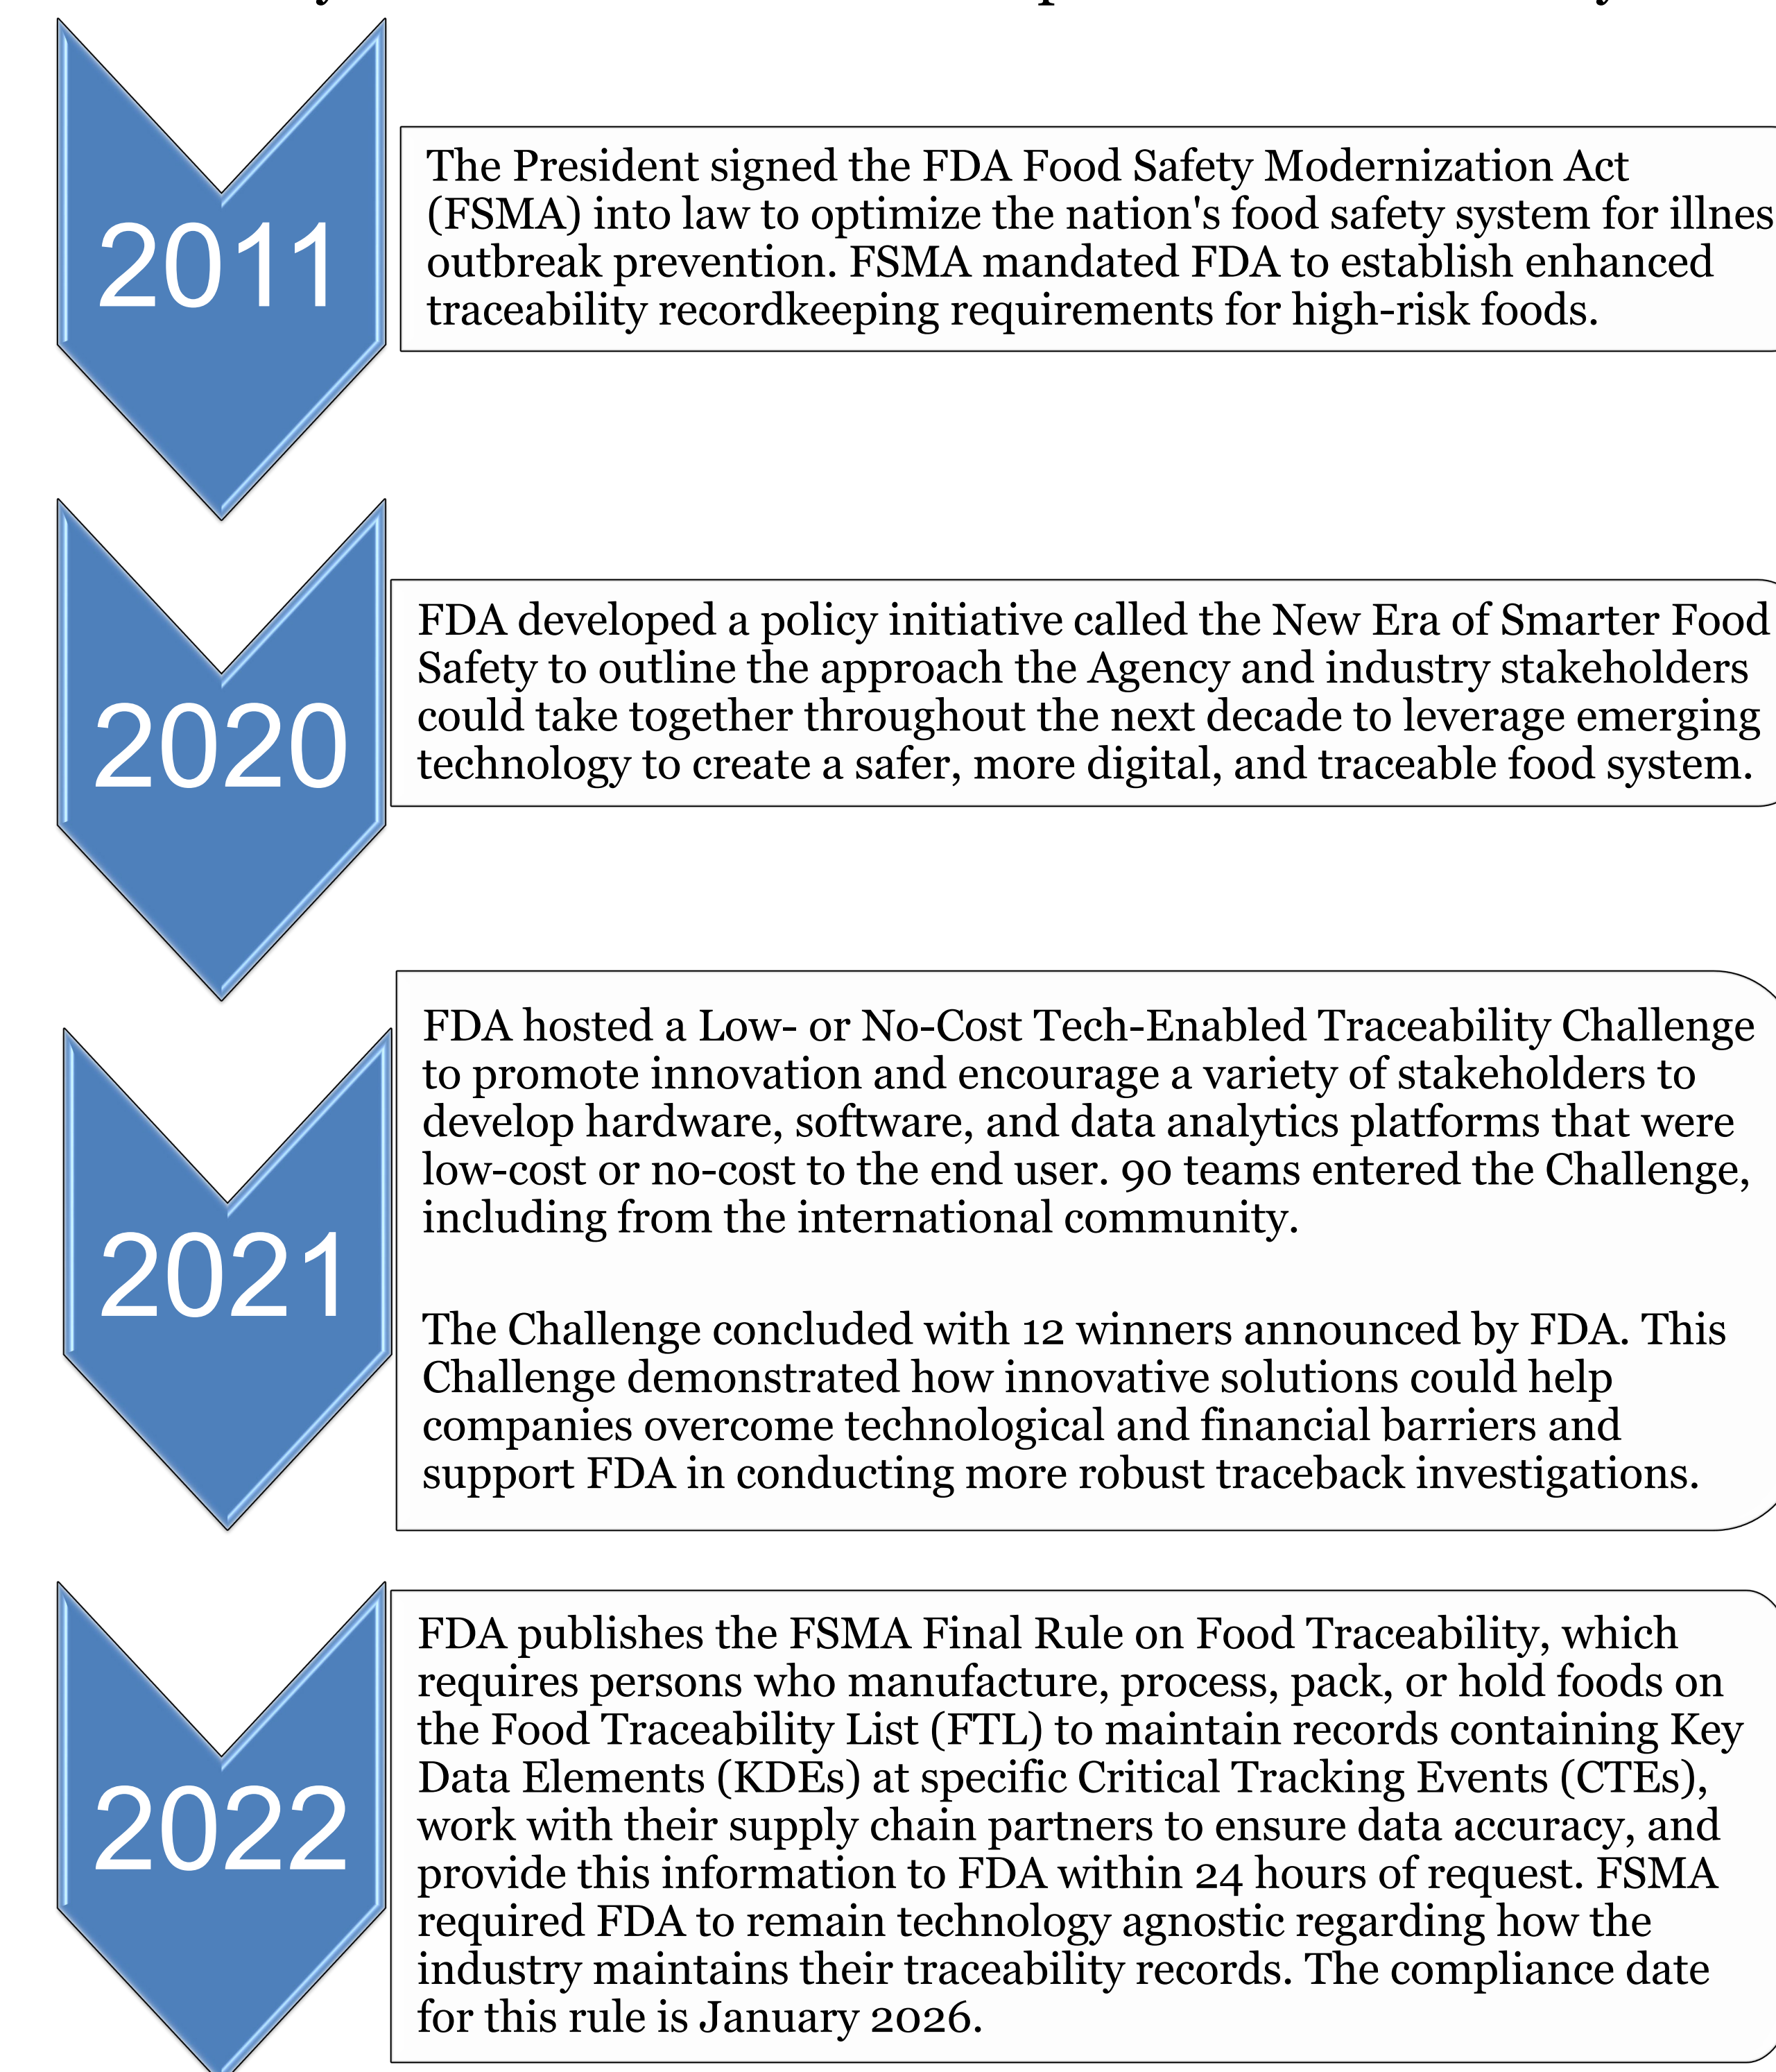 2011
The President signed the FDA Food Safety Modernization Act
(FSMA) into law to optimize the nation's food safety system for illnes
outbreak prevention. FSMA mandated FDA to establish enhanced
traceability recordkeeping requirements for high-risk foods.
2020
FDA developed a policy initiative called the New Era of Smarter Food
Safety to outline the approach the Agency and industry stakeholders
could take together throughout the next decade to leverage emerging
technology to create a safer, more digital, and traceable food system.
2021
FDA hosted a Low- or No-Cost Tech-Enabled Traceability Challenge
to promote innovation and encourage a variety of stakeholders to
develop hardware, software, and data analytics platforms that were
low-cost or no-cost to the end user. 90 teams entered the Challenge,
including from the international community.
The Challenge concluded with 12 winners announced by FDA. This
Challenge demonstrated how innovative solutions could help
companies overcome technological and financial barriers and
support FDA in conducting more robust traceback investigations.
2022
FDA publishes the FSMA Final Rule on Food Traceability, which
requires persons who manufacture, process, pack, or hold foods on
the Food Traceability List (FTL) to maintain records containing Key
Data Elements (KDEs) at specific Critical Tracking Events (CTEs),
work with their supply chain partners to ensure data accuracy, and
provide this information to FDA within 24 hours of request. FSMA
required FDA to remain technology agnostic regarding how the
industry maintains their traceability records. The compliance date
for this rule is January 2026.